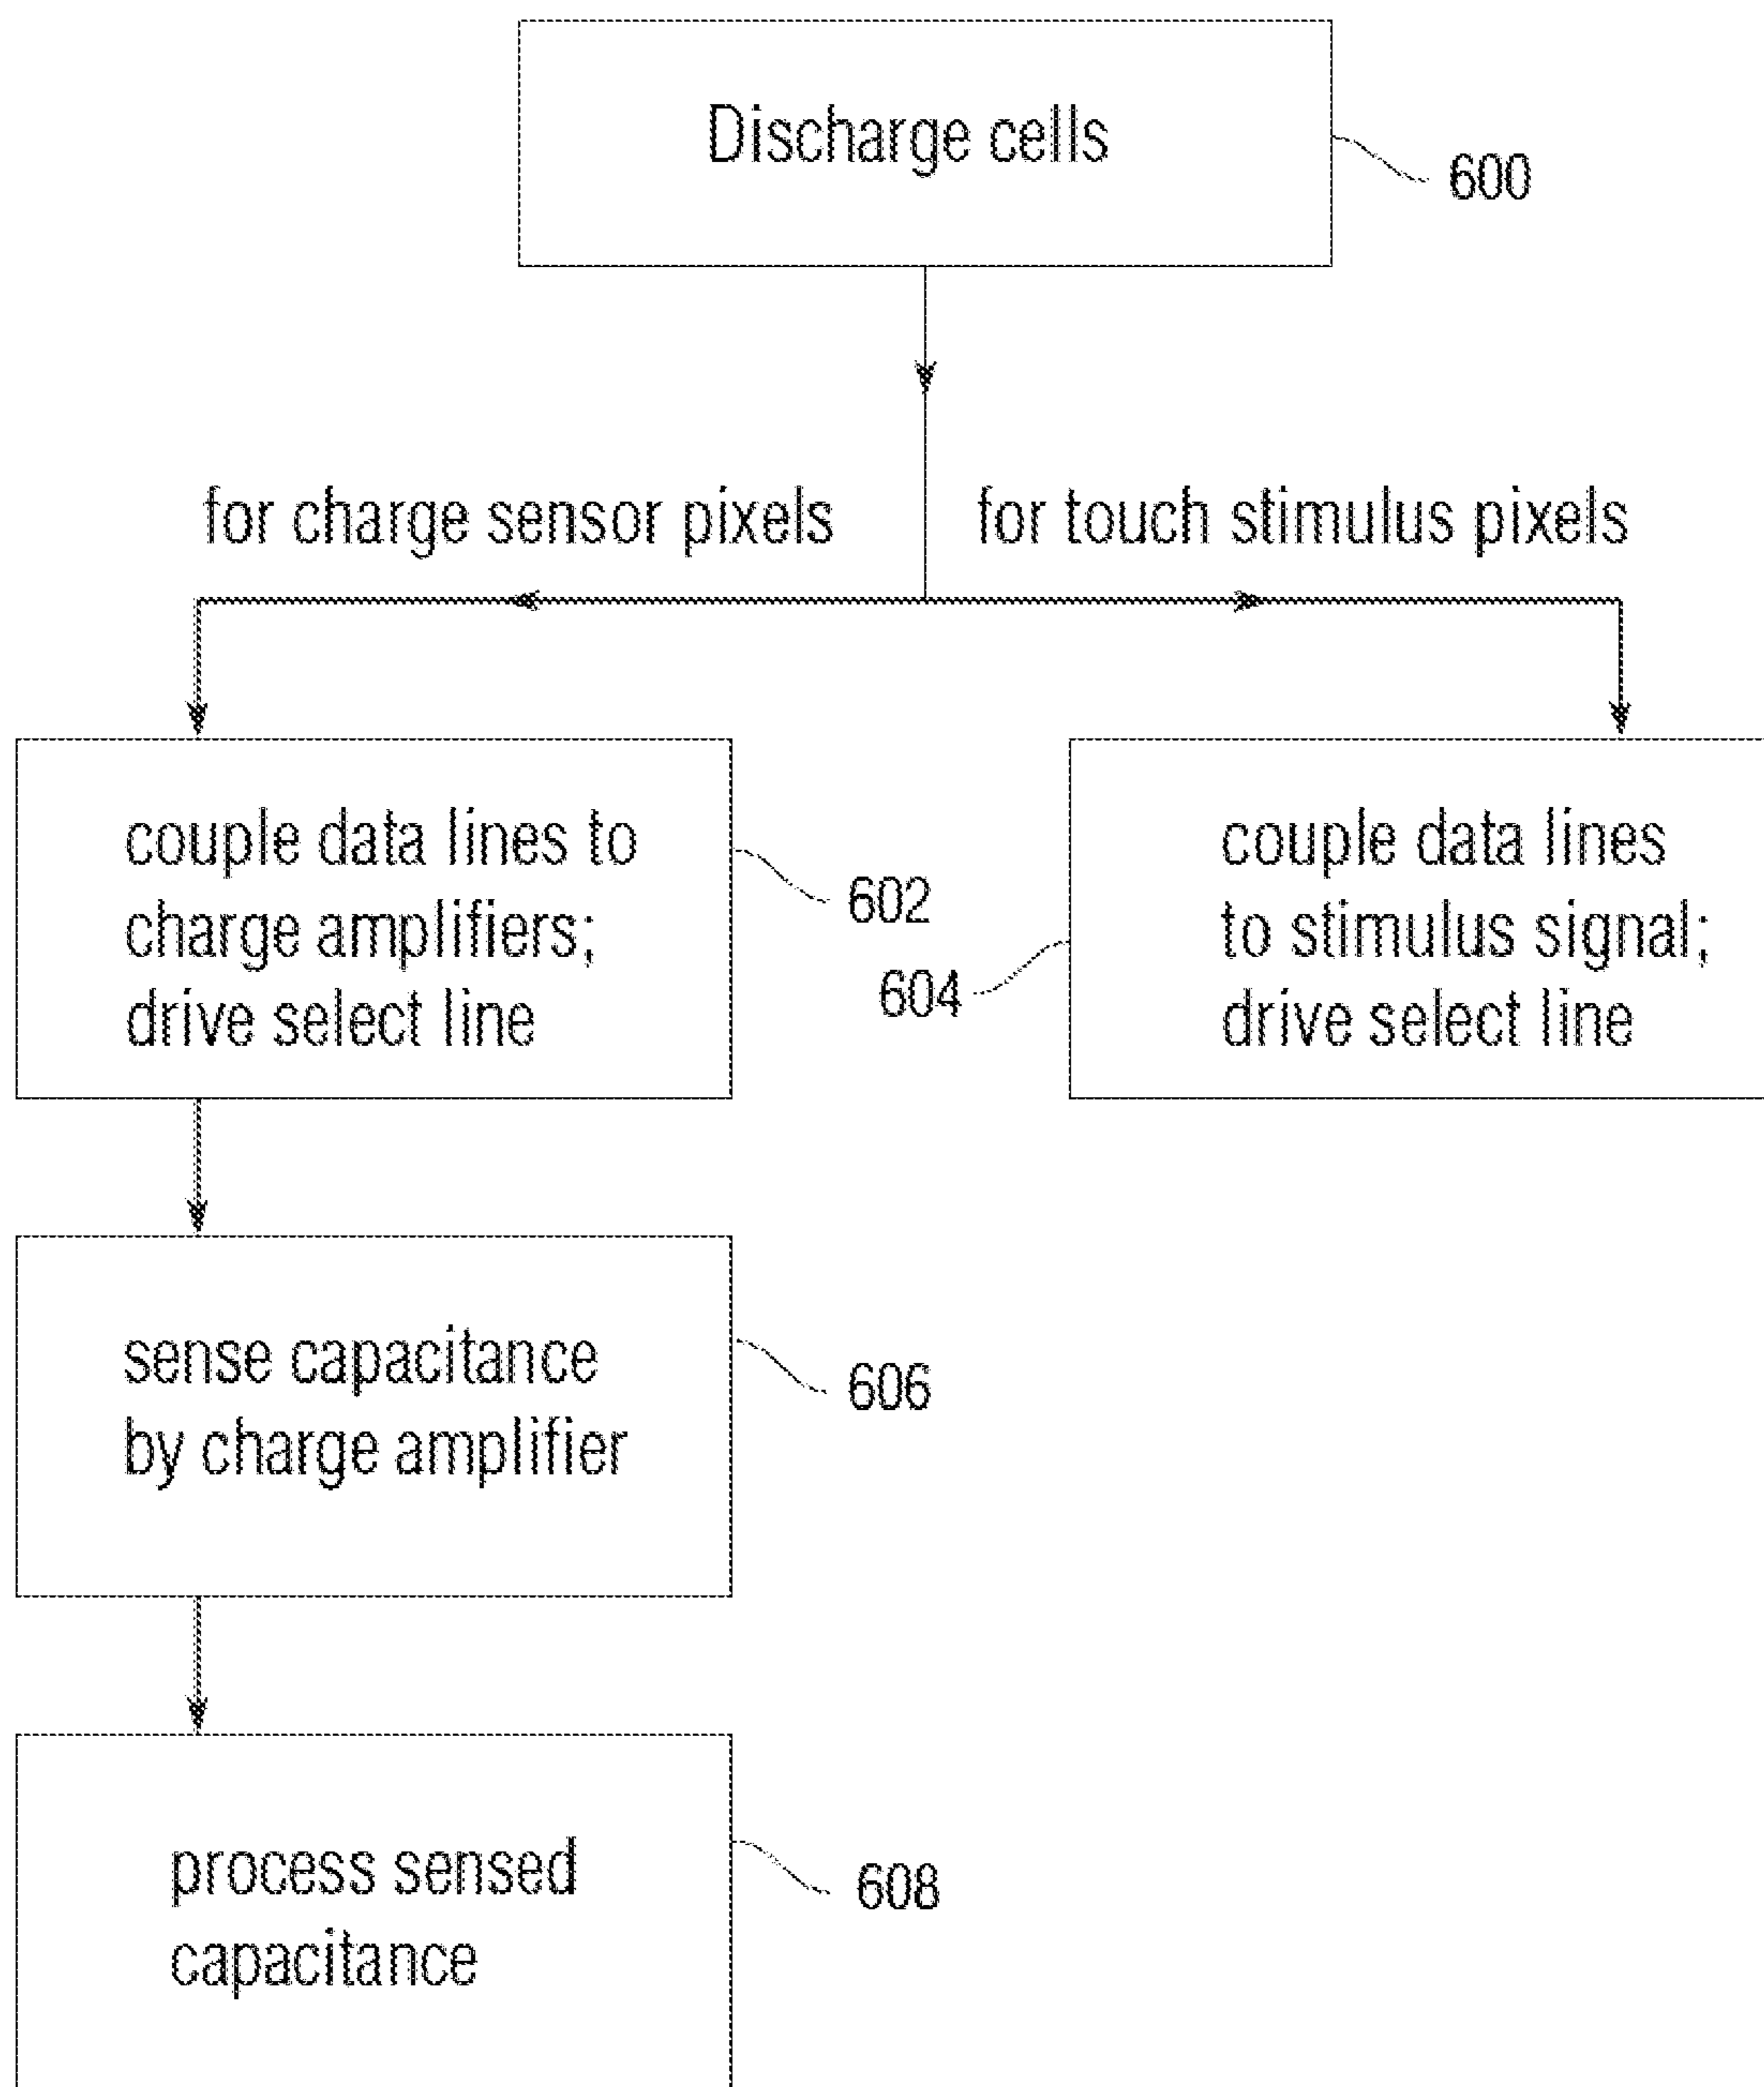 Discharge cells
600
for charge sensor pixels
for touch stimulus pixels
couple data lines to
charge amplifiers;
drive select line
602
couple data lines
to stimulus signal;
drive select line
604
sense capacitance
by charge amplifier
606
process sensed
capacitance
608